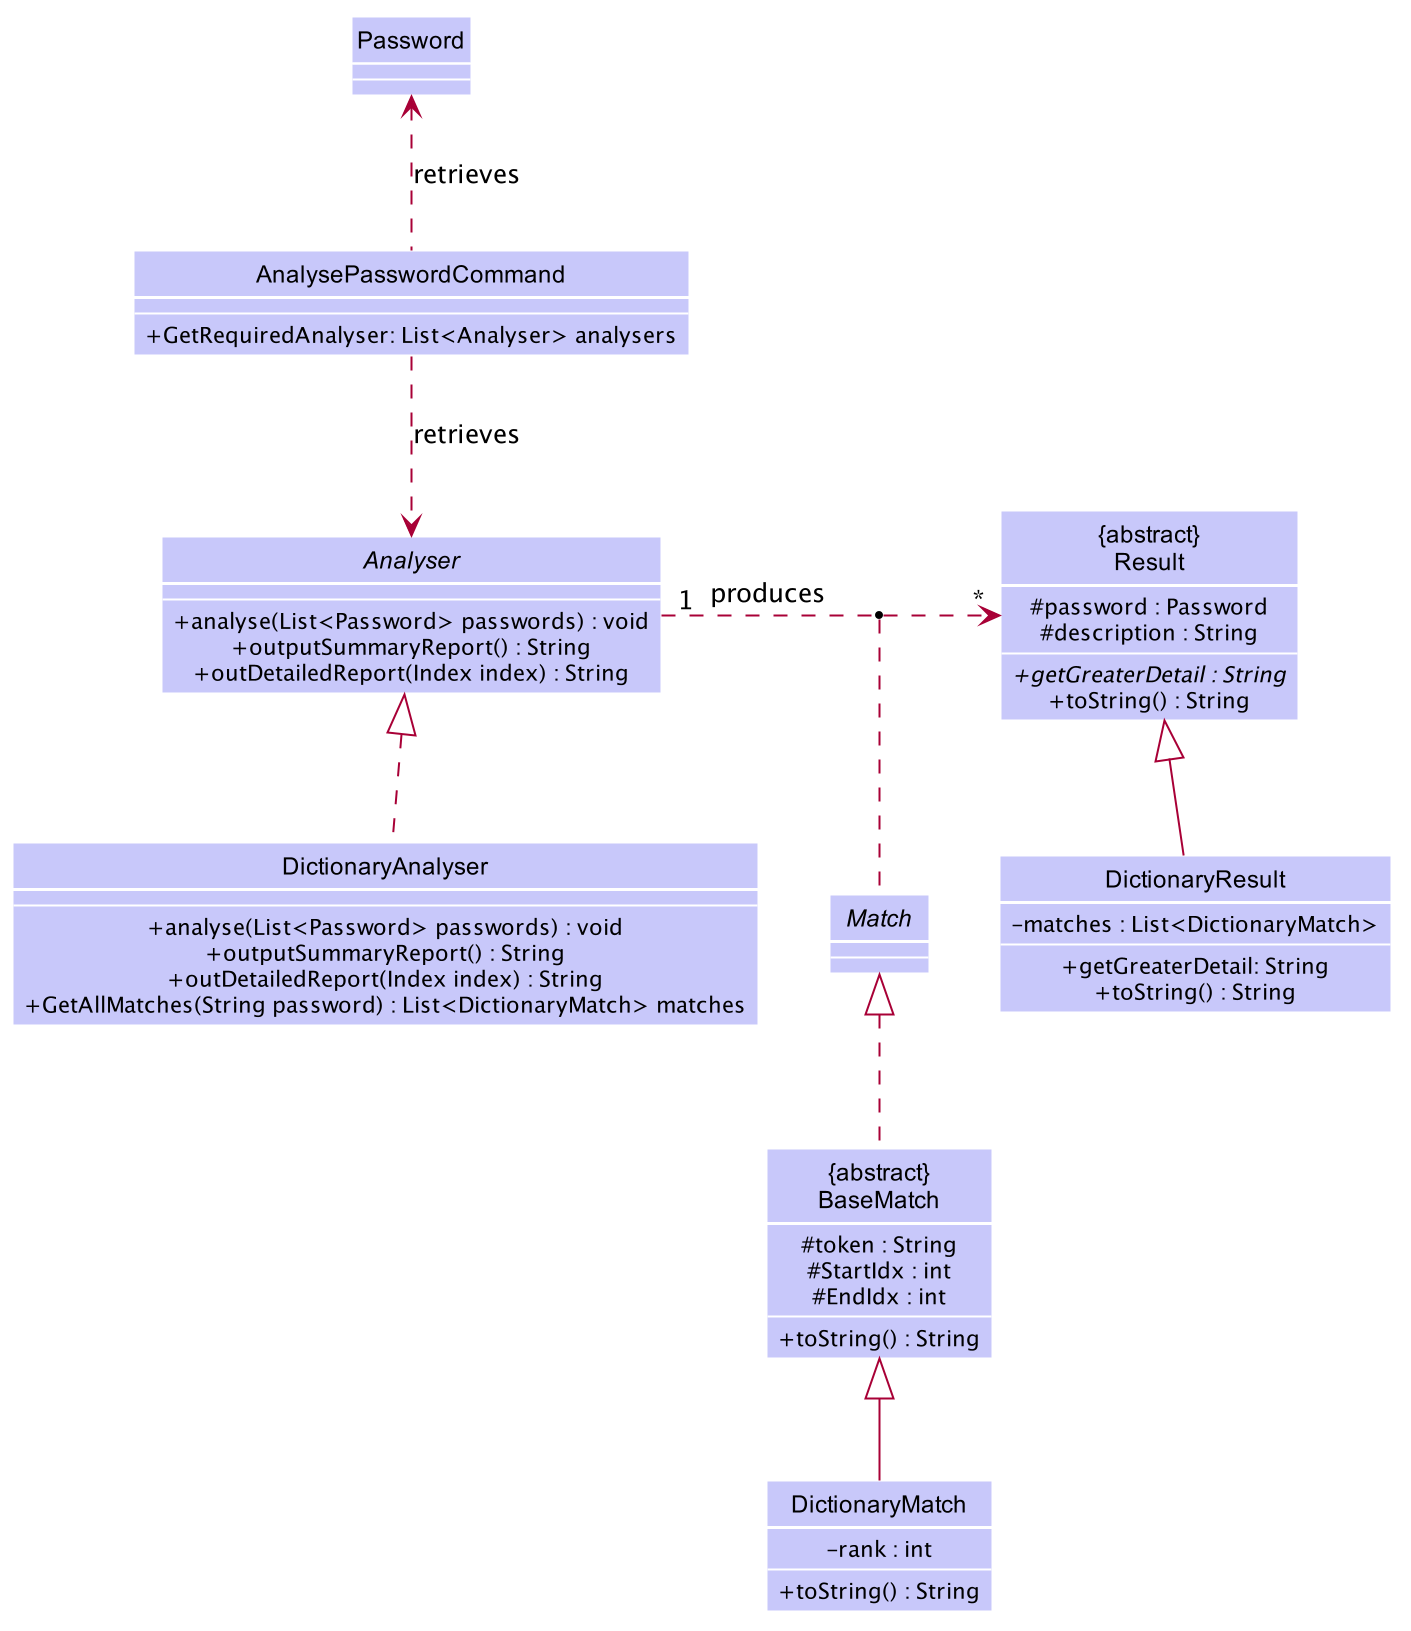 Password
retrieves
AnalysePasswordCommand
+GetRequiredAnalyser: List<Analyser> analysers
retrieves
Analyser
+analyse(List<Password> passwords) : void
+outputSummaryReport() : String
+outDetailedReport(Index index) : String
1
produces
*
{abstract}
Result
#password : Password
#description : String
+getGreaterDetail : String
+toString() : String
DictionaryAnalyser
+analyse(List<Password> passwords) : void
+outputSummaryReport() : String
+outDetailedReport(Index index) : String
+GetAllMatches(String password) : List<DictionaryMatch> matches
Match
DictionaryResult
-matches : List<DictionaryMatch>
+getGreaterDetail: String
+toString() : String
{abstract}
BaseMatch
#token : String
#StartIdx : int
#EndIdx : int
+toString() : String
DictionaryMatch
-rank : int
+toString() : String